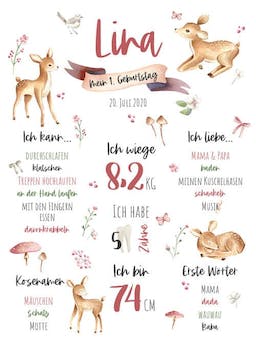 Lina
Mein 1. Geburtstag
20. Juli 2020
Ich kann...
durchschlafen
klatschen
Treppen hochlaufen
an der Hand laufen
mit den Fingern
essen
davonkrabbeln
Ich wiege
8,2 KG
Ich habe
5 Zähne
Ich bin
74 cm
Ich liebe...
Mama & Papa
baden
meinen Kuschelhasen
schaukeln
Musik
Kosenamen
Mäuschen
Schatz
Motte
Erste Wörter
Mama
dada
wauwau
Baba